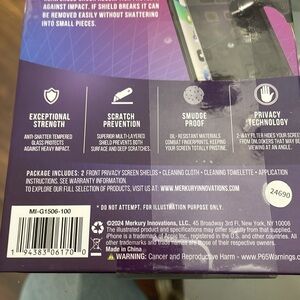 AGAINST IMPACT. IF SHIELD BREAKS IT CAN
BE REMOVED EASILY WITHOUT SHATTERING
INTO SMALL PIECES.
EXCEPTIONAL
STRENGTH
ANTI-SHATTER TEMPERED
GLASS PROTECTS
AGAINST HEAVY IMPACT.
SCRATCH
PREVENTION
SUPERIOR MULTI-LAYERED
SHIELD PREVENTS BOTH
SURFACE AND DEEP SCRATCHES.
SMUDGE
PROOF
OIL-RESISTANT MATERIALS
COMBAT FINGERPRINTS, KEEPING
YOUR SCREEN TOTALLY PRISTINE.
PRIVACY
TECHNOLOGY
2-WAY FILTER HIDES YOUR SCREEN
FROM ONLOOKERS THAT MAY BE
VIEWING AT AN ANGLE.
PACKAGE INCLUDES: 2 FRONT PRIVACY SCREEN SHIELDS • CLEANING CLOTH • CLEANING TOWELETTE • APPLICATION
INSTRUCTIONS. SEE WARRANTY INFORMATION INSIDE.
TO EXPLORE OUR FULL SELECTION OF PRODUCTS, VISIT US AT WWW.MERKURYINNOVATIONS.COM
24690
* DO NOT ATTEMPT. FOR ILLUSTRATION PURPOSE ONLY.
MI-G1506-100
1 94383 06170 0
©2024 Merkury Innovations, LLC., 45 Broadway 3rd Fl, New York, NY 10006
The illustrated product and specifications may differ slightly from that supplied.
iPhone is a trademark of Apple Inc., registered in the U.S. and other countries. All
other trademarks and trade names are
Made in China.
WARNING: Cancer and Reproductive Harm - www.P65Warnings.c